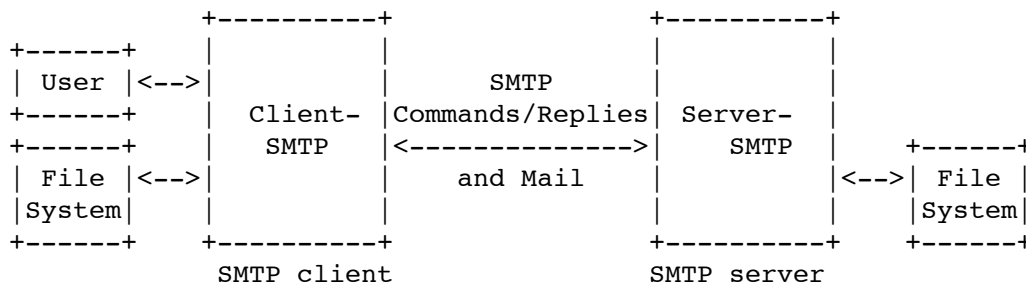 +----------+                +----------+
+------+          |          |                |          |
| User |<-->|          |      SMTP      |          |
+------+    |  Client- |Commands/Replies| Server-  |
+------+    |   SMTP   |<-------------->|    SMTP  |    +------+
| File |<-->|          |    and Mail    |          |<-->| File |
|System|    |          |                |          |    |System|
+------+    +----------+                +----------+    +------+
             SMTP client                SMTP server